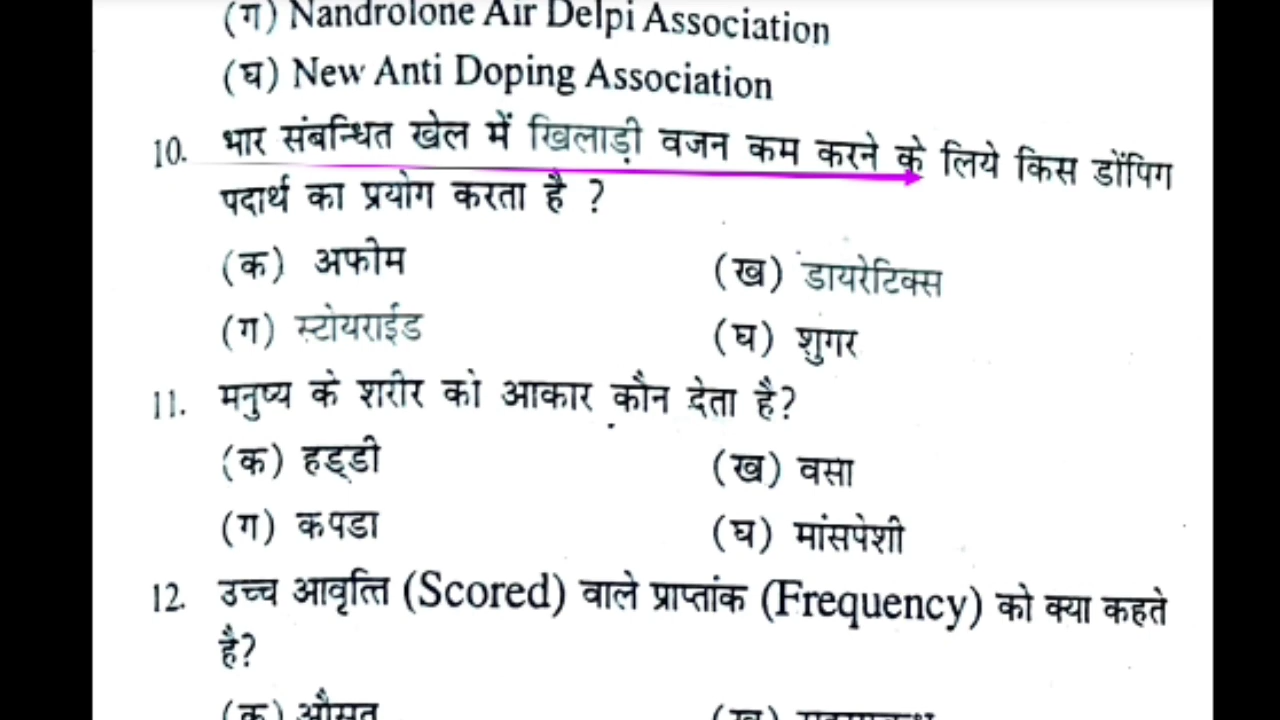 (ग) Nandrolone Air Delpi Association
(घ) New Anti Doping Association
10. भार संबन्धित खेल में खिलाड़ी वजन कम करने के लिये किस डोंपिग
पदार्थ का प्रयोग करता है ?
(क) अफीम (ख) डायरेटिक्स
(ग) स्टोयराईड (घ) शुगर
11. मनुष्य के शरीर को आकार कौन देता है?
(क) हड्डी (ख) वसा
(ग) कपडा (घ) मांसपेशी
12. उच्च आवृत्ति (Scored) वाले प्राप्तांक (Frequency) को क्या कहते
है?
(क) औसत (ख)